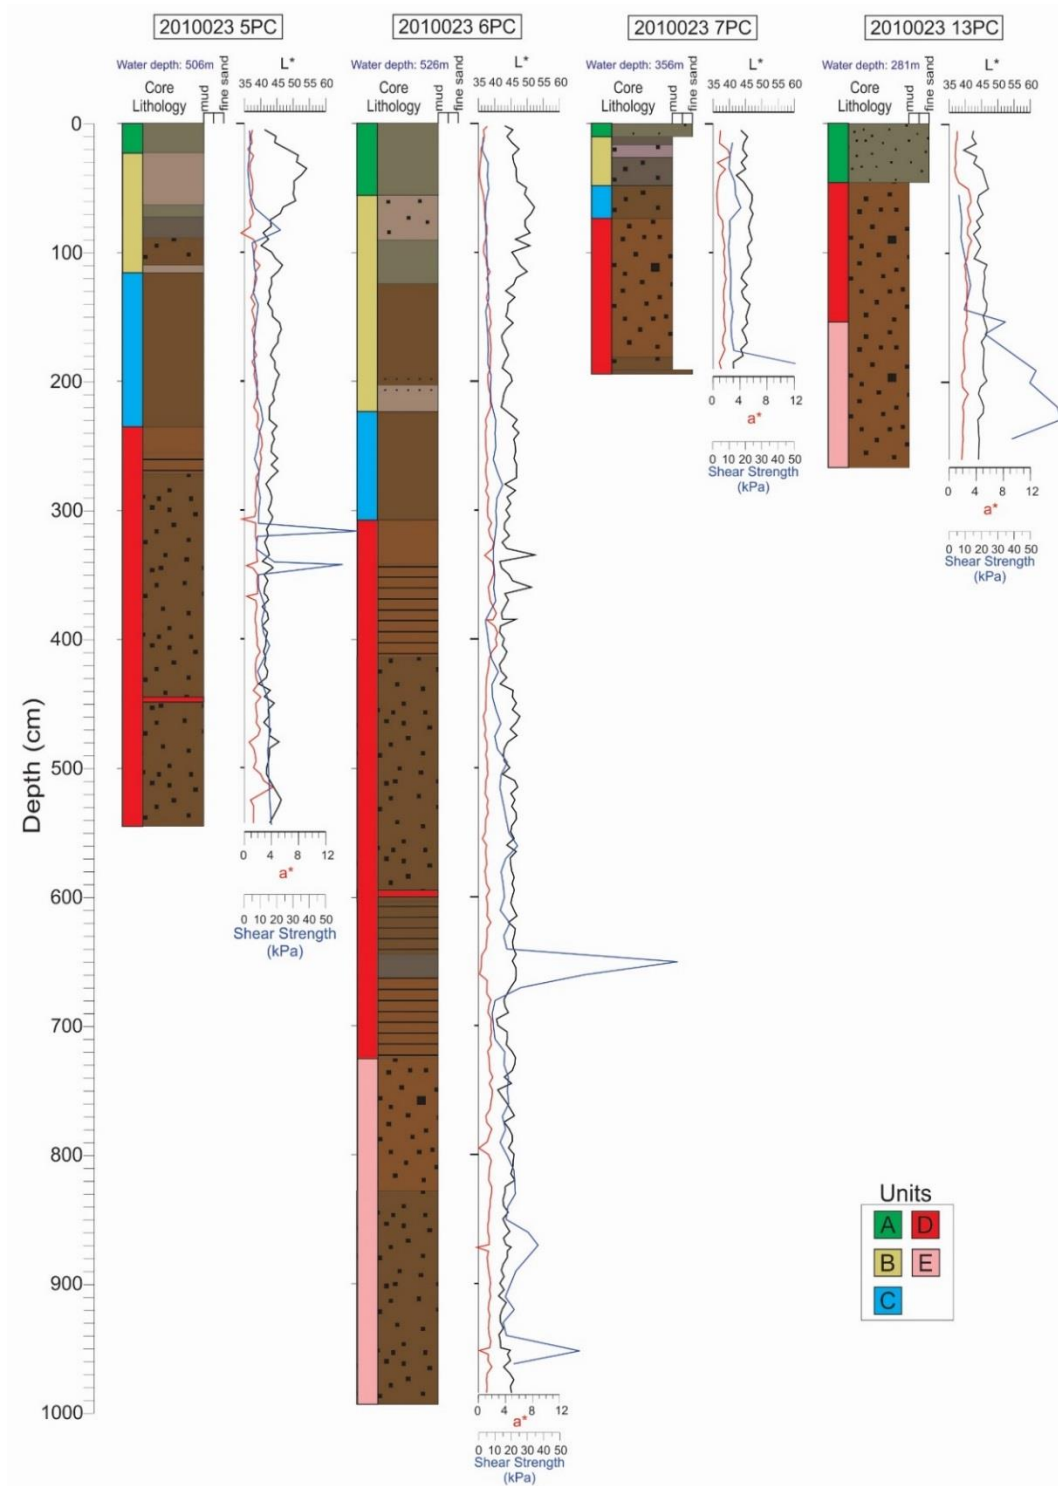 2010023 5PC
2010023 6PC
2010023 7PC
2010023 13PC
Water depth: 506m
Core
Lithology
mud
fine sand
L*
35 40 45 50 55 60
Water depth: 526m
Core
Lithology
mud
fine sand
L*
35 40 45 50 55 60
Water depth: 356m
Core
Lithology
mud
fine sand
L*
35 40 45 50 55 60
Water depth: 281m
Core
Lithology
mud
fine sand
L*
35 40 45 50 55 60
Depth (cm)
0
100
200
300
400
500
600
700
800
900
1000
0 4 8 12
a*
0 10 20 30 40 50
Shear Strength
(kPa)
0 4 8 12
a*
0 10 20 30 40 50
Shear Strength
(kPa)
0 4 8 12
a*
0 10 20 30 40 50
Shear Strength
(kPa)
0 4 8 12
a*
0 10 20 30 40 50
Shear Strength
(kPa)
Units
A D
B E
C